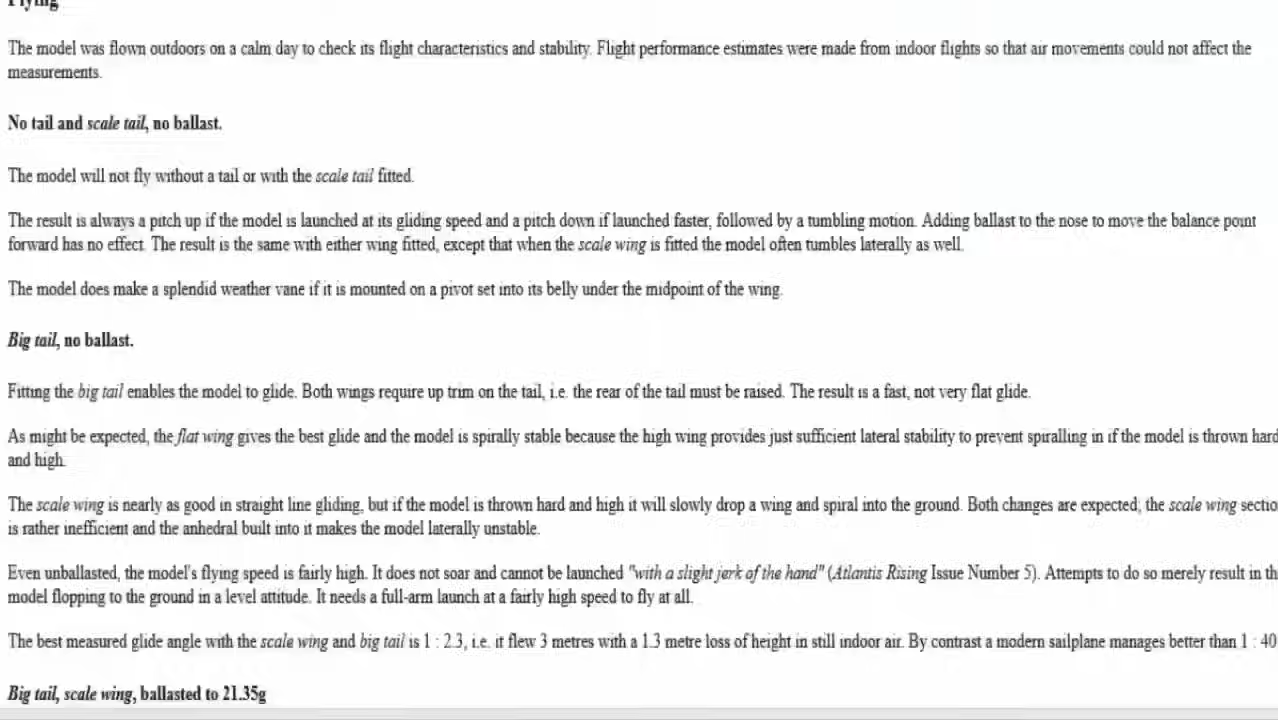 Flying
The model was flown outdoors on a calm day to check its flight characteristics and stability. Flight performance estimates were made from indoor flights so that air movements could not affect the
measurements.
No tail and scale tail, no ballast.
The model will not fly without a tail or with the scale tail fitted.
The result is always a pitch up if the model is launched at its gliding speed and a pitch down if launched faster, followed by a tumbling motion. Adding ballast to the nose to move the balance point
forward has no effect. The result is the same with either wing fitted, except that when the scale wing is fitted the model often tumbles laterally as well.
The model does make a splendid weather vane if it is mounted on a pivot set into its belly under the midpoint of the wing.
Big tail, no ballast.
Fitting the big tail enables the model to glide. Both wings require up trim on the tail, i.e. the rear of the tail must be raised. The result is a fast, not very flat glide.
As might be expected, the flat wing gives the best glide and the model is spirally stable because the high wing provides just sufficient lateral stability to prevent spiralling in if the model is thrown hard
and high.
The scale wing is nearly as good in straight line gliding, but if the model is thrown hard and high it will slowly drop a wing and spiral into the ground. Both changes are expected; the scale wing sectio
is rather inefficient and the anhedral built into it makes the model laterally unstable.
Even unballasted, the model's flying speed is fairly high. It does not soar and cannot be launched "with a slight jerk of the hand" (Atlantis Rising Issue Number 5). Attempts to do so merely result in th
model flopping to the ground in a level attitude. It needs a full-arm launch at a fairly high speed to fly at all.
The best measured glide angle with the scale wing and big tail is 1 : 2.3, i.e. it flew 3 metres with a 1.3 metre loss of height in still indoor air. By contrast a modern sailplane manages better than 1 : 40
Big tail, scale wing, ballasted to 21.35g